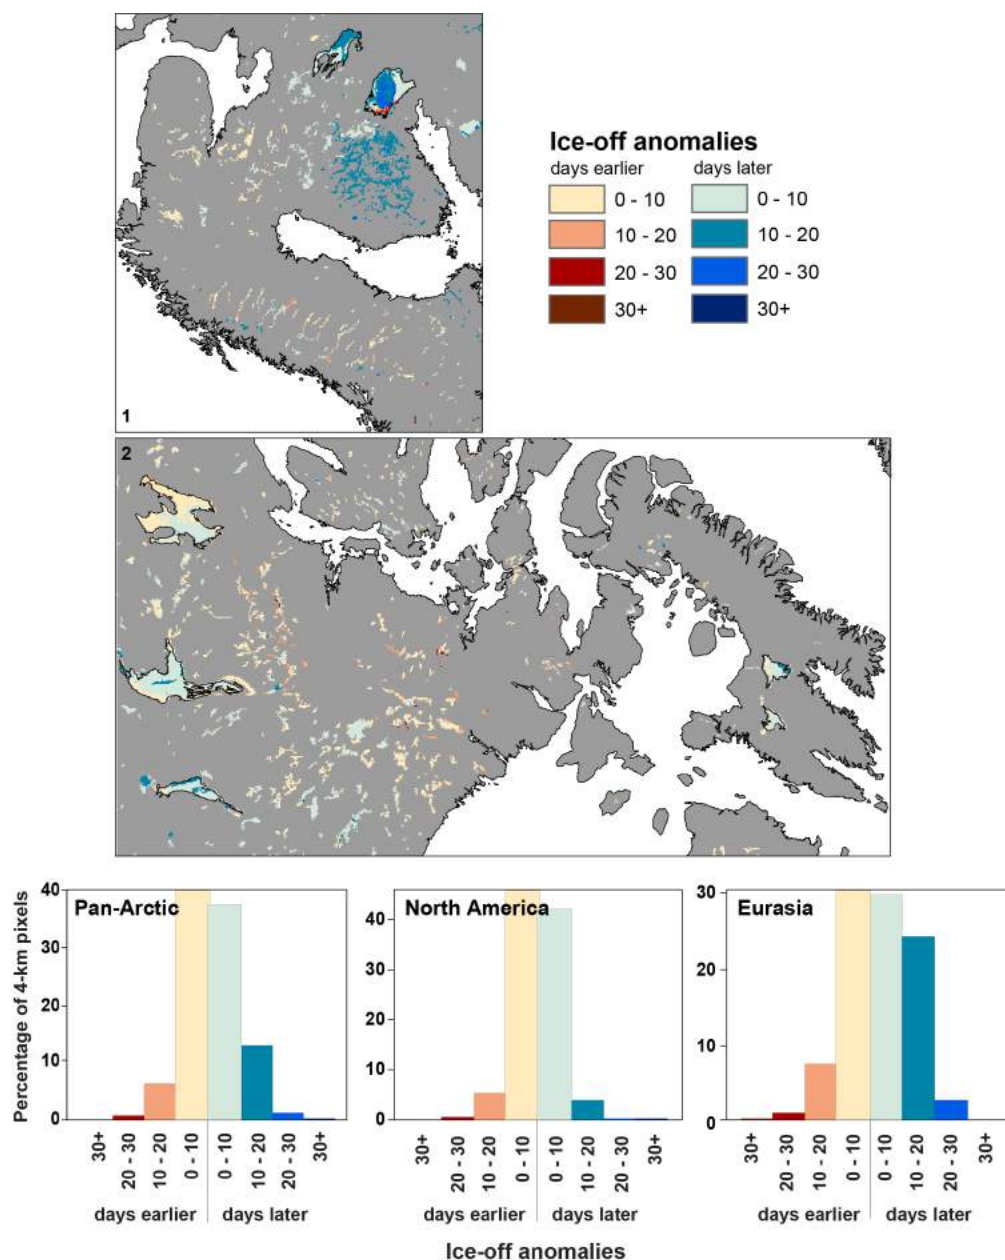 1
Ice-off anomalies
days earlier days later
0 - 10 0 - 10
10 - 20 10 - 20
20 - 30 20 - 30
30+ 30+
2
Percentage of 4-km pixels
Pan-Arctic
40
30
20
10
0
30+
20 - 30
10 - 20
0 - 10
0 - 10
10 - 20
20 - 30
30+
days earlier days later
North America
40
30
20
10
0
30+
20 - 30
10 - 20
0 - 10
0 - 10
10 - 20
20 - 30
30+
days earlier days later
Eurasia
30
20
10
0
30+
20 - 30
10 - 20
0 - 10
0 - 10
10 - 20
20 - 30
30+
days earlier days later
Ice-off anomalies